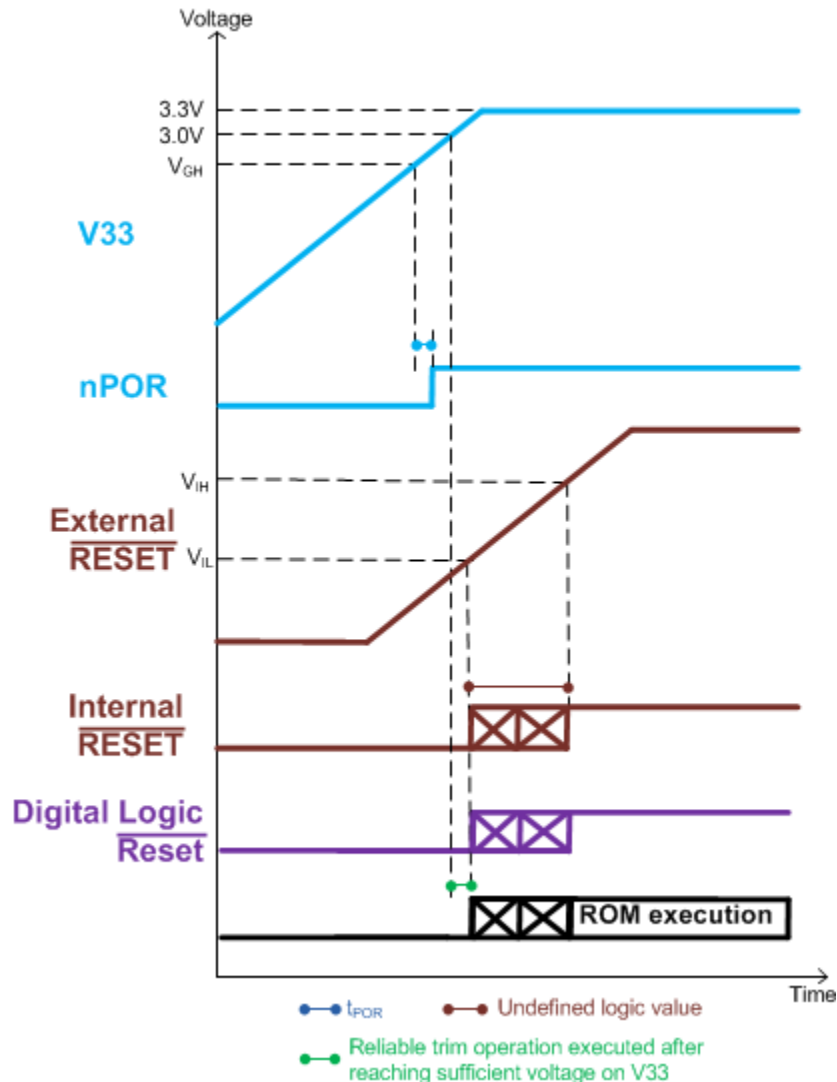 Voltage
3.3V
3.0V
VGH
V33
nPOR
VIH
External
RESET
VIL
Internal
RESET
Digital Logic
Reset
ROM execution
Time
tPOR
Undefined logic value
Reliable trim operation executed after
reaching sufficient voltage on V33